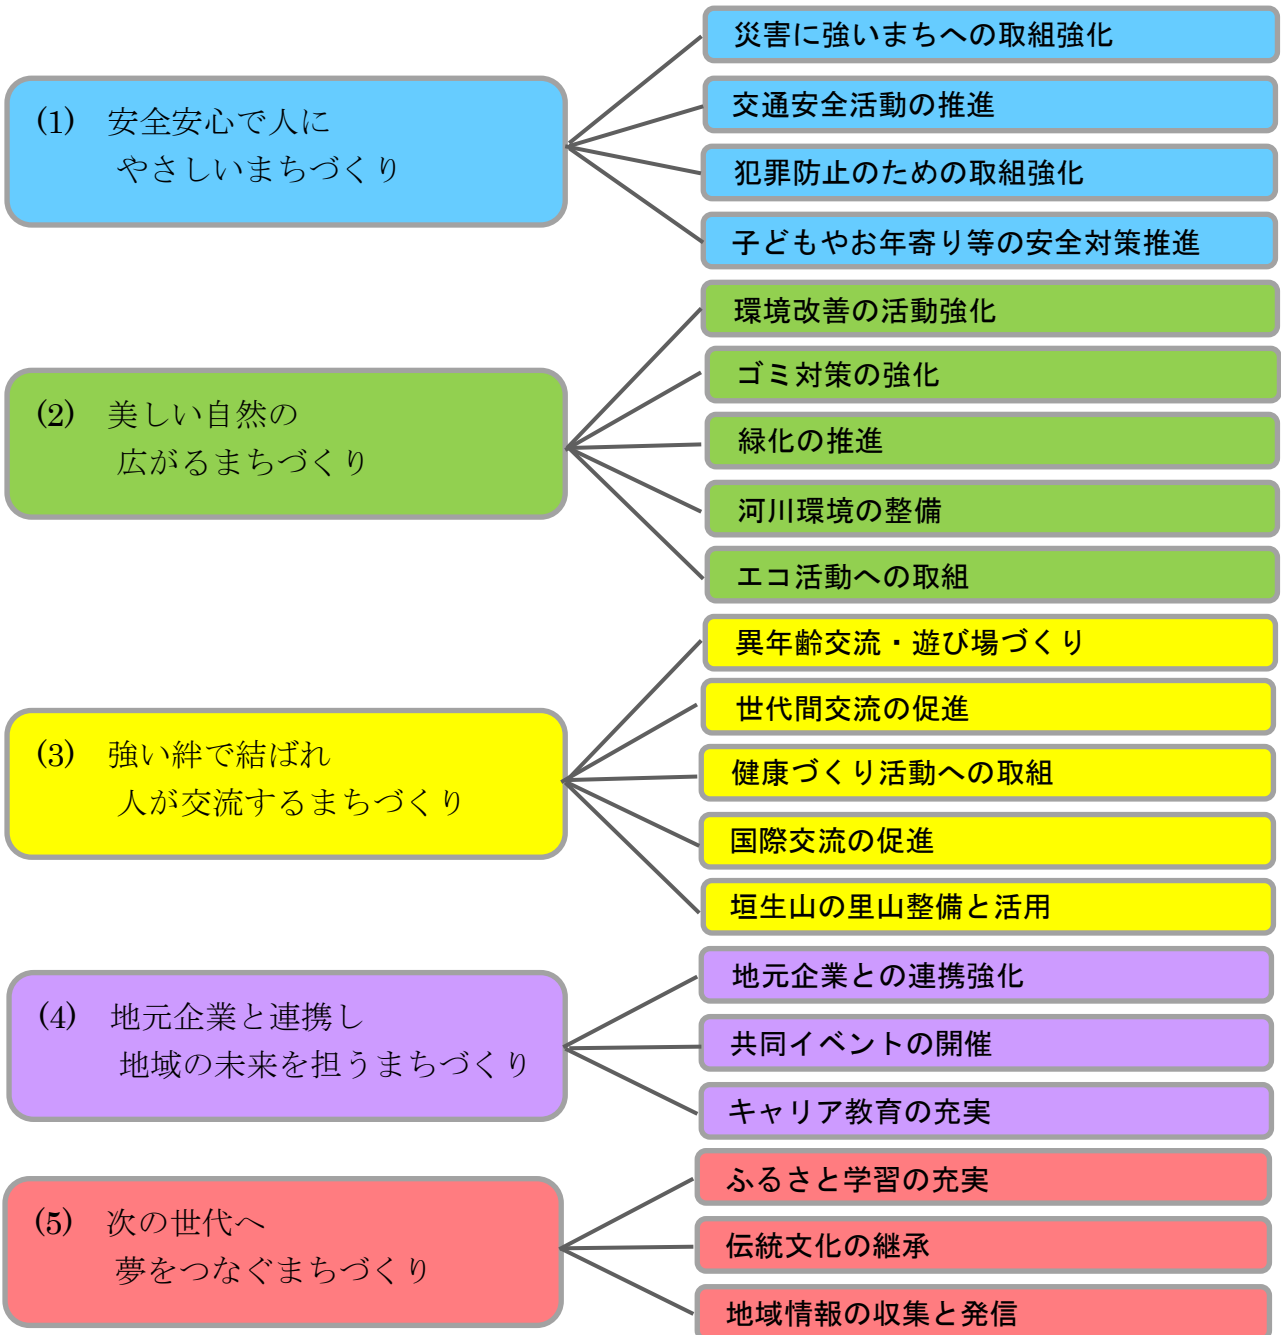 (1) 安全安心で人に
やさしいまちづくり
災害に強いまちへの取組強化
交通安全活動の推進
犯罪防止のための取組強化
子どもやお年寄り等の安全対策推進
(2) 美しい自然の
広がるまちづくり
環境改善の活動強化
ゴミ対策の強化
緑化の推進
河川環境の整備
エコ活動への取組
(3) 強い絆で結ばれ
人が交流するまちづくり
異年齢交流・遊び場づくり
世代間交流の促進
健康づくり活動への取組
国際交流の促進
垣生山の里山整備と活用
(4) 地元企業と連携し
地域の未来を担うまちづくり
地元企業との連携強化
共同イベントの開催
キャリア教育の充実
(5) 次の世代へ
夢をつなぐまちづくり
ふるさと学習の充実
伝統文化の継承
地域情報の収集と発信